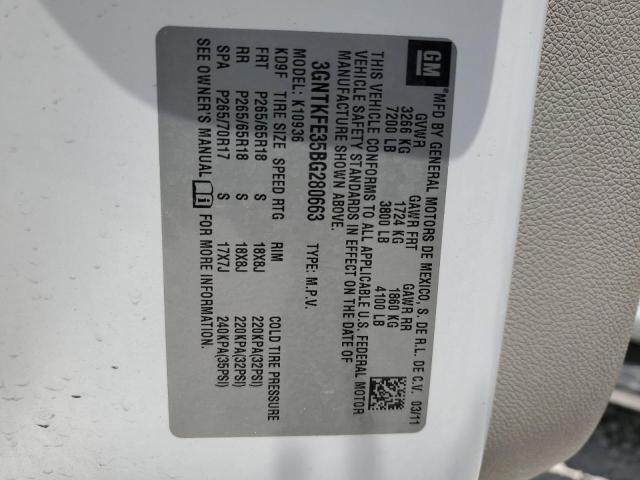 GM
®MFD BY GENERAL MOTORS DE MEXICO, S. DE R.L. DE C.V. 03/11
GVWR GAWR FRT GAWR RR
3266 KG 1724 KG 1860 KG
7200 LB 3800 LB 4100 LB
THIS VEHICLE CONFORMS TO ALL APPLICABLE U.S. FEDERAL MOTOR
VEHICLE SAFETY STANDARDS IN EFFECT ON THE DATE OF
MANUFACTURE SHOWN ABOVE.
3GNTKFE35BG280663 TYPE: M.P.V.
MODEL: K10936
KD9F TIRE SIZE SPEED RTG RIM COLD TIRE PRESSURE
FRT P265/65R18 S 18X8J 220KPA(32PSI)
RR P265/65R18 S 18X8J 220KPA(32PSI)
SPA P265/70R17 S 17X7J 240KPA(35PSI)
SEE OWNER'S MANUAL FOR MORE INFORMATION.